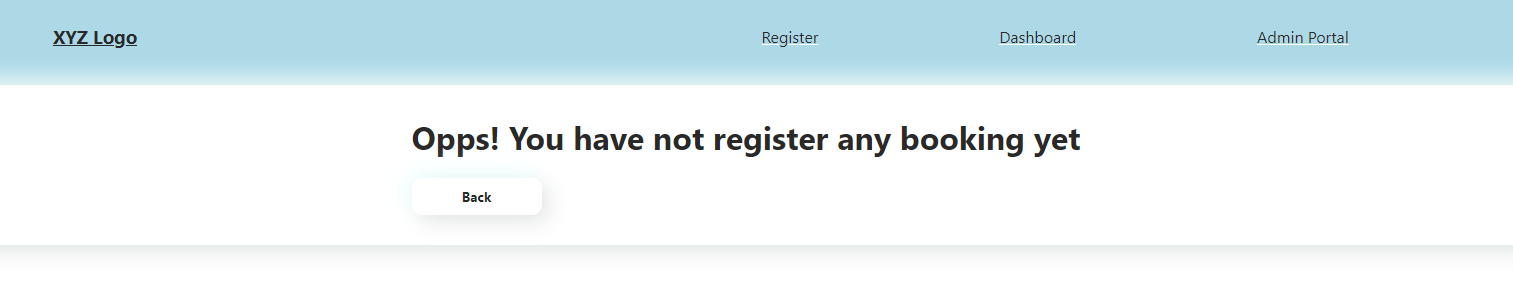 XYZ Logo
Register
Dashboard
Admin Portal
Opps! You have not register any booking yet
Back